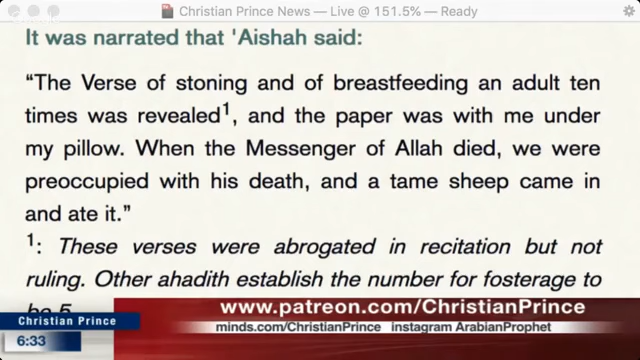 Christian Prince News — Live @ 151.5% — Ready
It was narrated that 'Aishah said:
“The Verse of stoning and of breastfeeding an adult ten
times was revealed1, and the paper was with me under
my pillow. When the Messenger of Allah died, we were
preoccupied with his death, and a tame sheep came in
and ate it.”
1: These verses were abrogated in recitation but not
ruling. Other ahadith establish the number for fosterage to
be 5
www.patreon.com/ChristianPrince
Christian Prince
minds.com/ChristianPrince instagram ArabianProphet
6:33